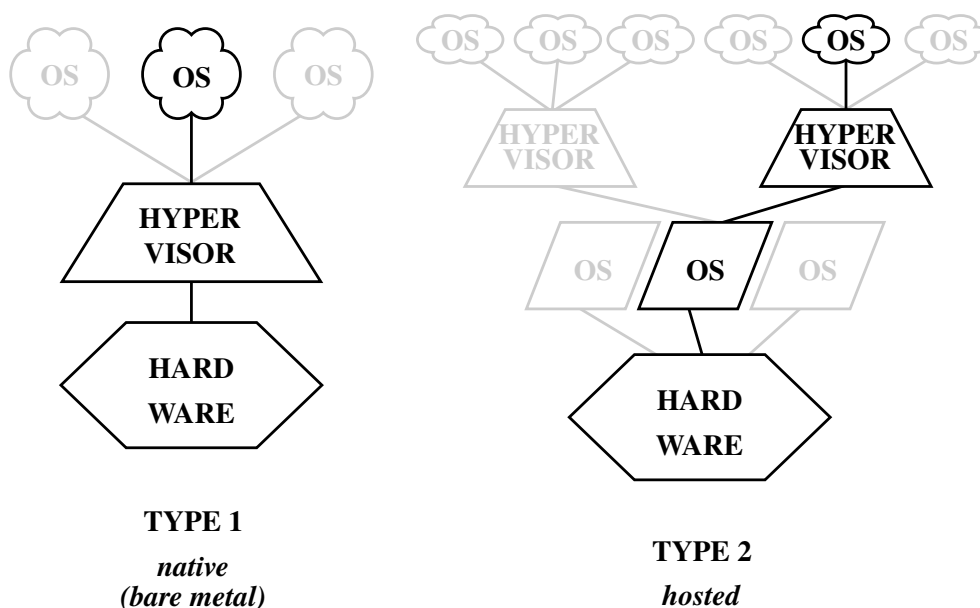 OS OS OS
HYPER
VISOR
HARD
WARE
TYPE 1
native
(bare metal)
OS OS OS OS OS OS
HYPER HYPER
VISOR VISOR
OS OS OS
HARD
WARE
TYPE 2
hosted